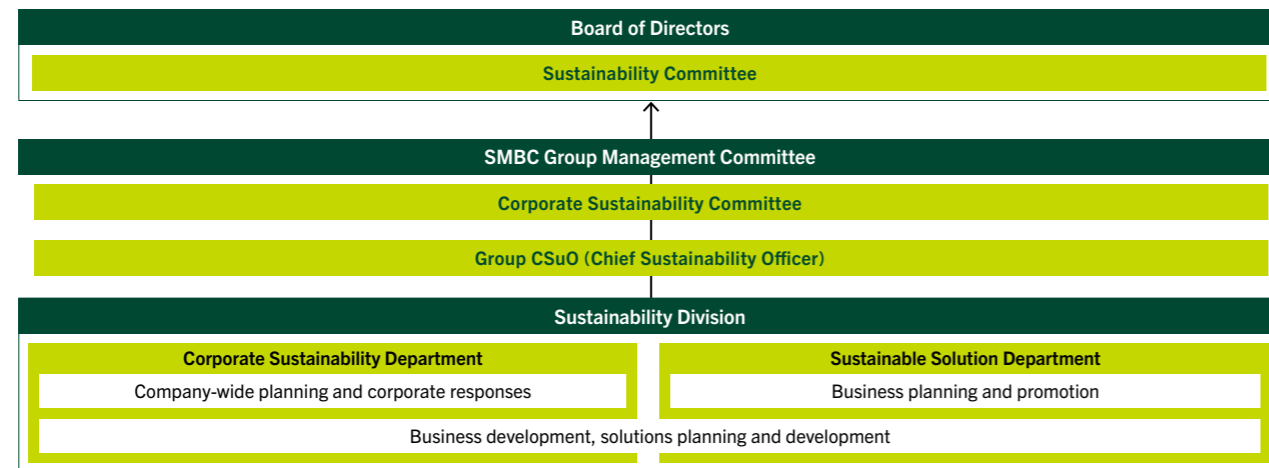 Board of Directors
Sustainability Committee
SMBC Group Management Committee
Corporate Sustainability Committee
Group CSuO (Chief Sustainability Officer)
Sustainability Division
Corporate Sustainability Department
Company-wide planning and corporate responses
Sustainable Solution Department
Business planning and promotion
Business development, solutions planning and development